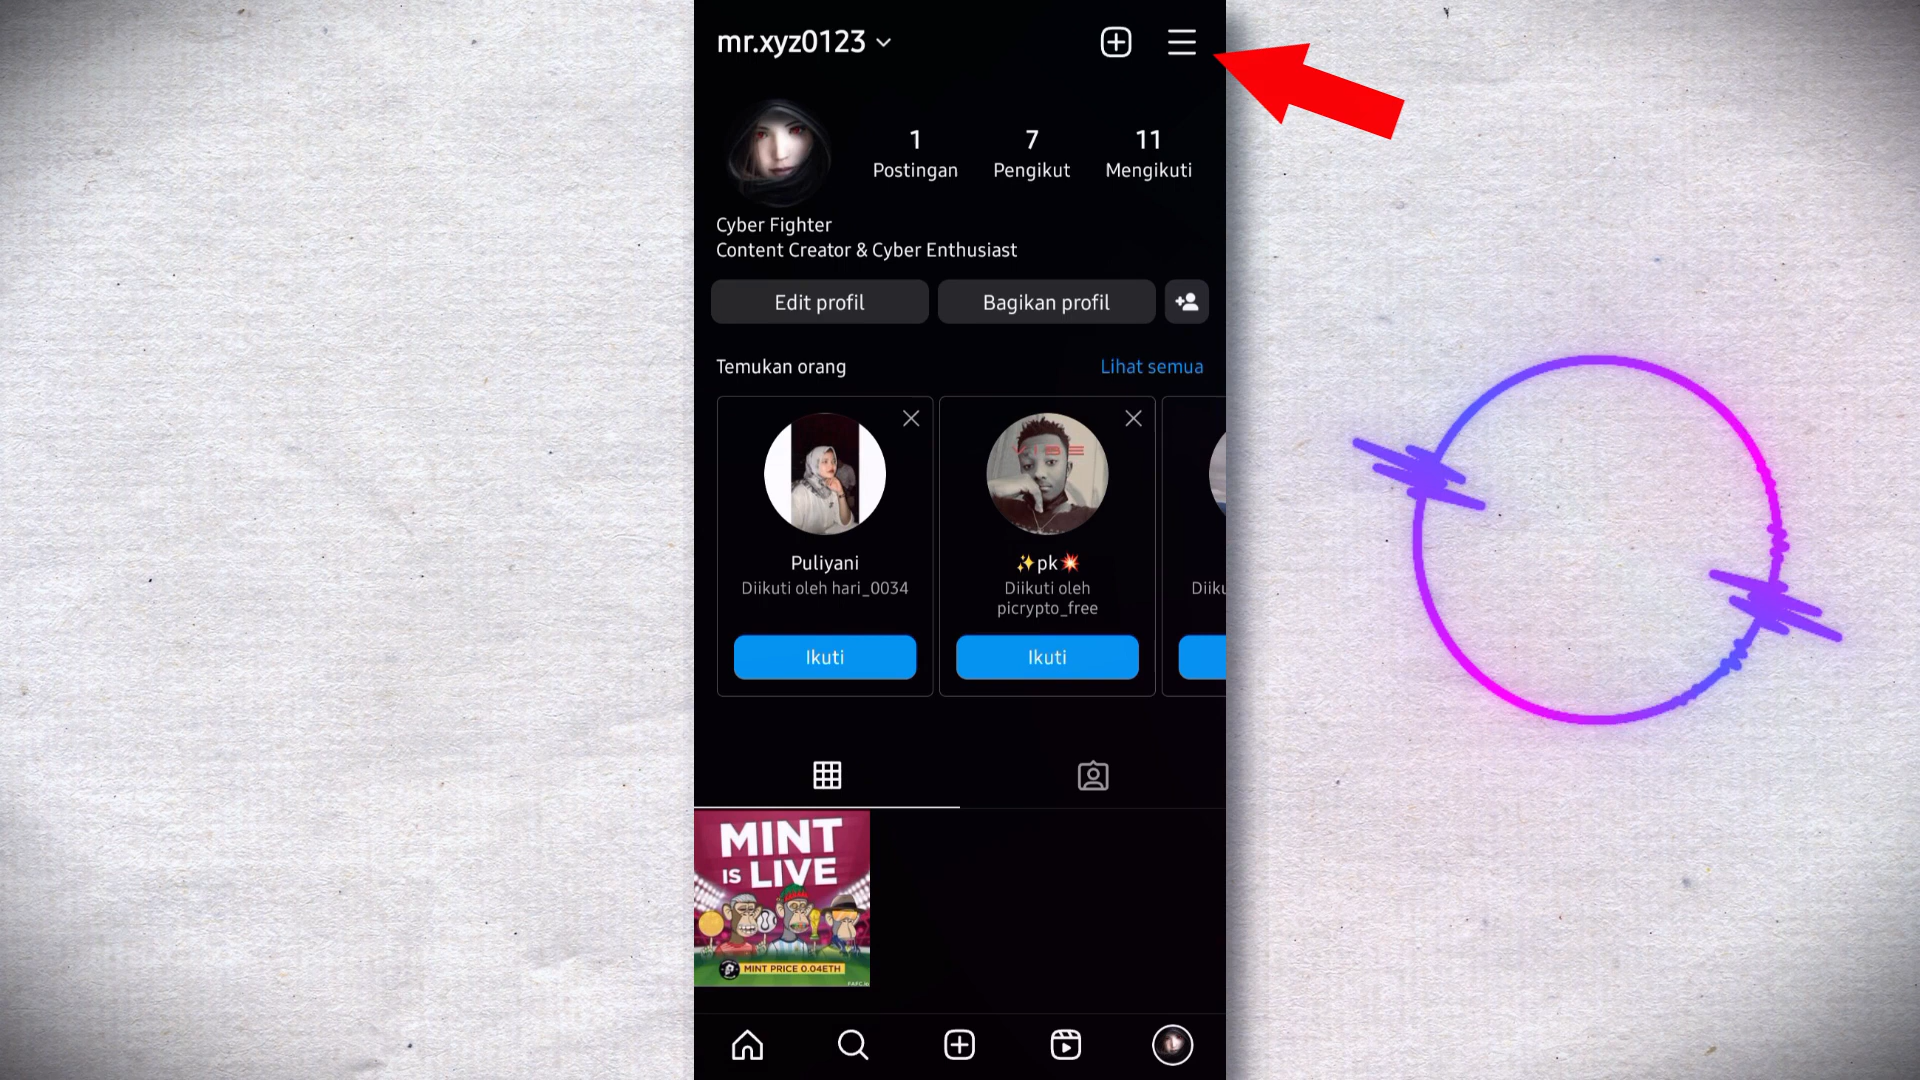 mr.xyz0123
1
7
11
Postingan
Pengikut
Mengikuti
Cyber Fighter
Content Creator & Cyber Enthusiast
Edit profil
Bagikan profil
Temukan orang
Lihat semua
VIBE
Puliyani
✨pk💥
Diikuti oleh hari_0034
Diikuti oleh
picrypto_free
Diiku
Ikuti
Ikuti
MINT
IS LIVE
MINT PRICE 0.04ETH